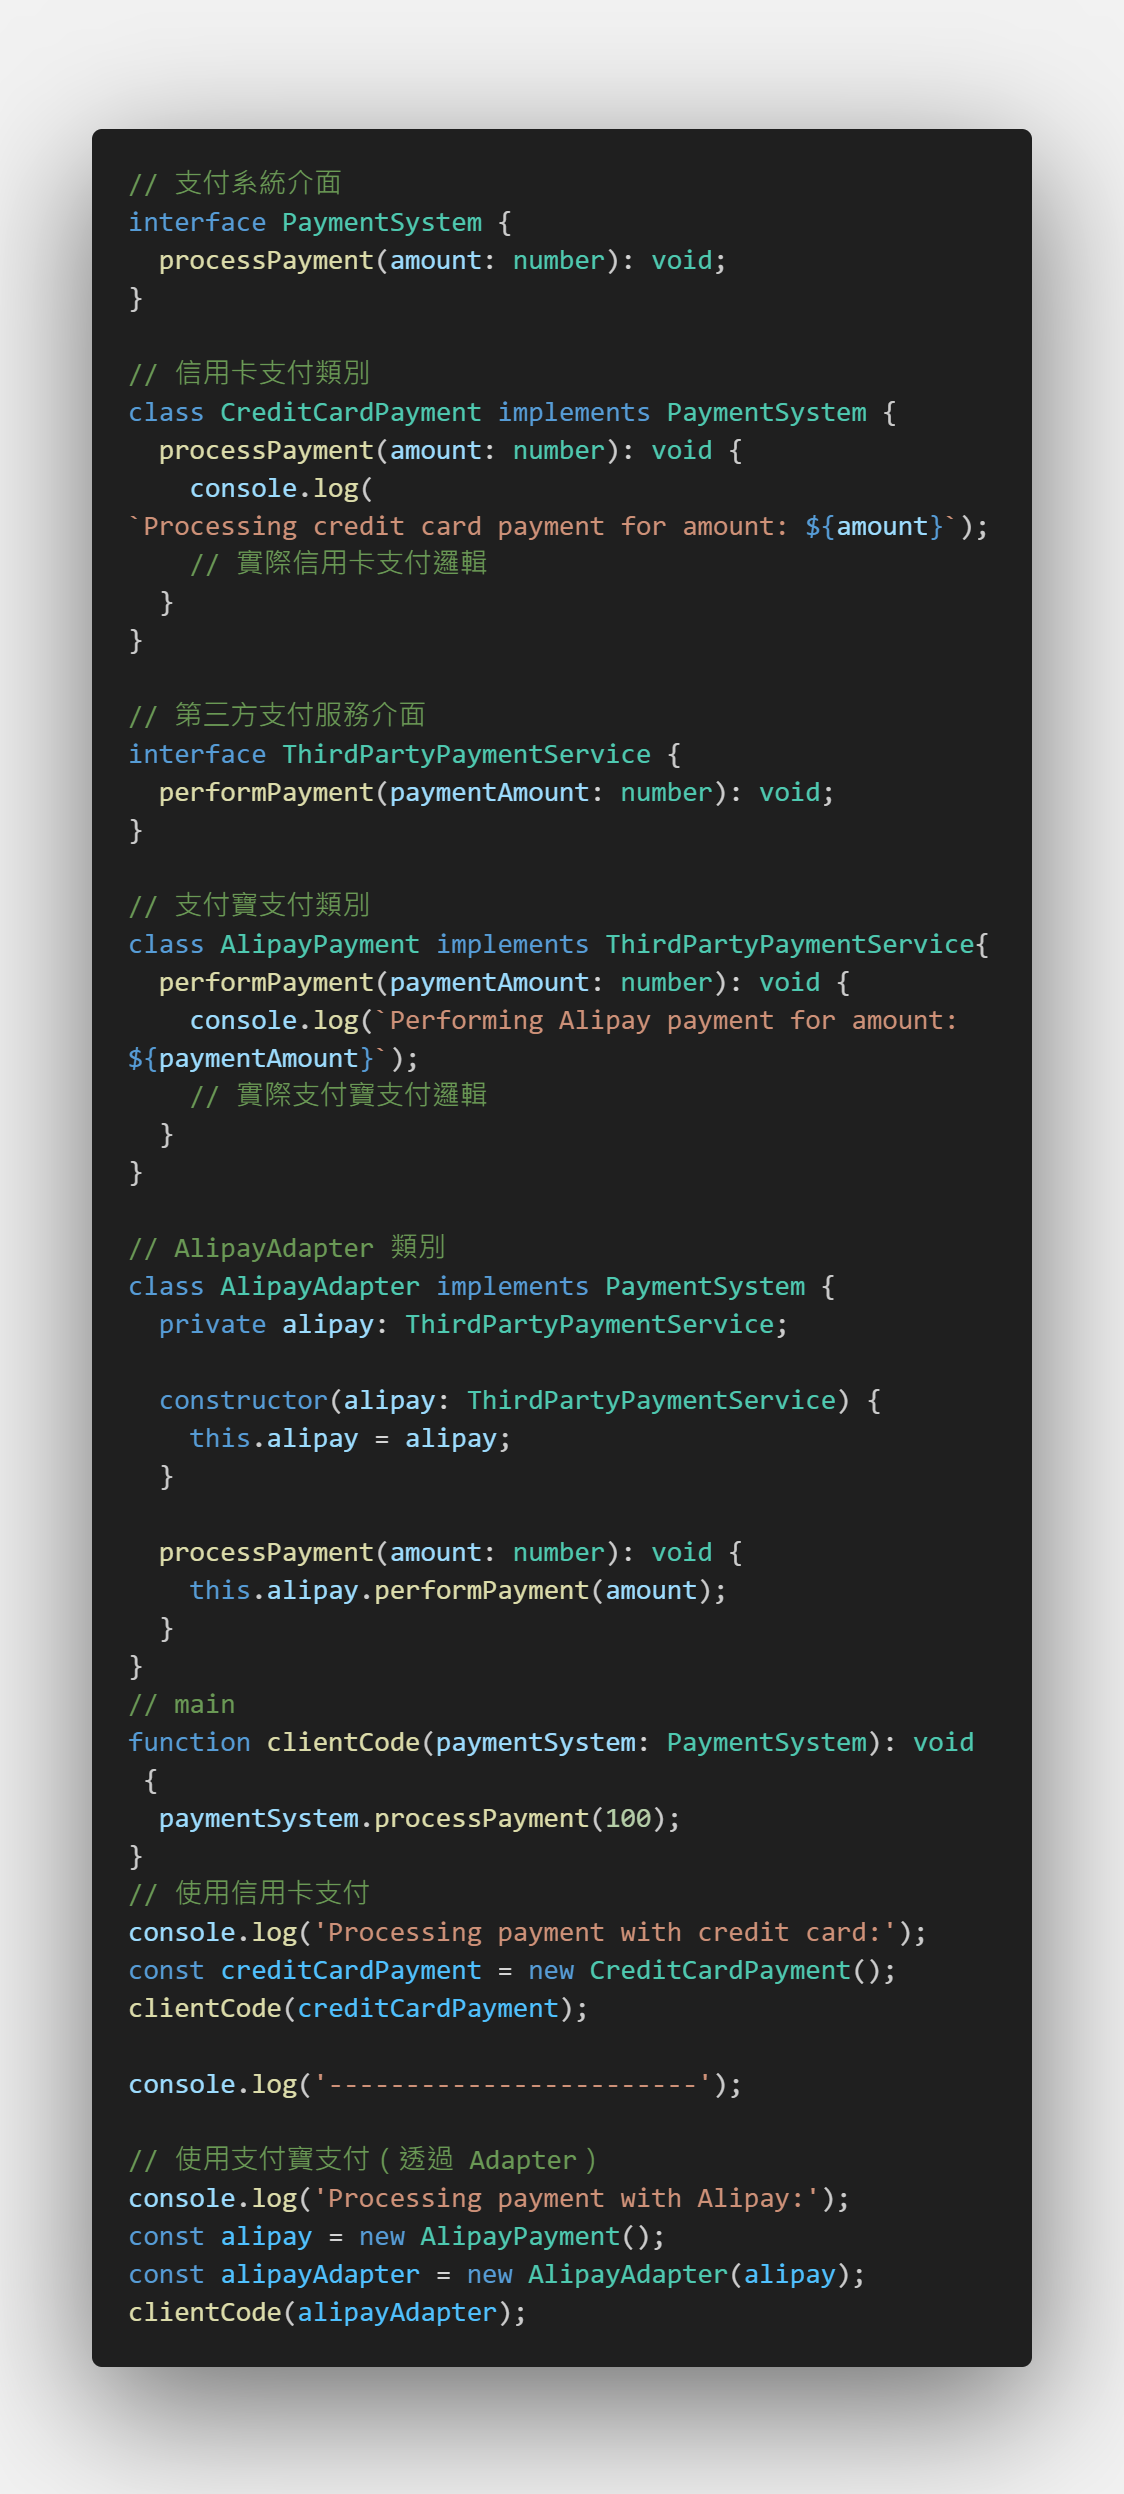 // 支付系統介面
interface PaymentSystem {
  processPayment(amount: number): void;
}

// 信用卡支付類別
class CreditCardPayment implements PaymentSystem {
  processPayment(amount: number): void {
    console.log(
`Processing credit card payment for amount: ${amount}`);
    // 實際信用卡支付邏輯
  }
}

// 第三方支付服務介面
interface ThirdPartyPaymentService {
  performPayment(paymentAmount: number): void;
}

// 支付寶支付類別
class AlipayPayment implements ThirdPartyPaymentService{
  performPayment(paymentAmount: number): void {
    console.log(`Performing Alipay payment for amount:
${paymentAmount}`);
    // 實際支付寶支付邏輯
  }
}

// AlipayAdapter 類別
class AlipayAdapter implements PaymentSystem {
  private alipay: ThirdPartyPaymentService;

  constructor(alipay: ThirdPartyPaymentService) {
    this.alipay = alipay;
  }

  processPayment(amount: number): void {
    this.alipay.performPayment(amount);
  }
}
// main
function clientCode(paymentSystem: PaymentSystem): void
 {
  paymentSystem.processPayment(100);
}
// 使用信用卡支付
console.log('Processing payment with credit card:');
const creditCardPayment = new CreditCardPayment();
clientCode(creditCardPayment);

console.log('------------------------');

// 使用支付寶支付（透過 Adapter）
console.log('Processing payment with Alipay:');
const alipay = new AlipayPayment();
const alipayAdapter = new AlipayAdapter(alipay);
clientCode(alipayAdapter);